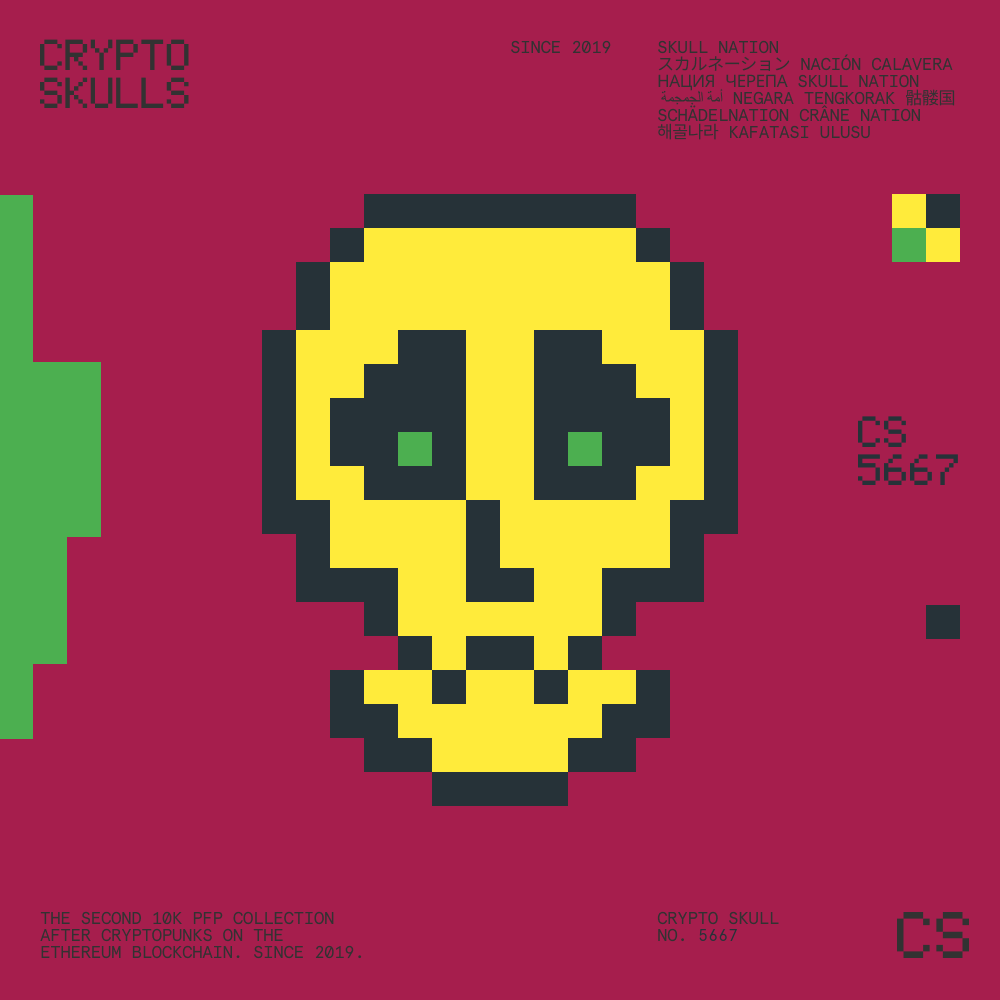 CRYPTO
SKULLS
SINCE 2019
SKULL NATION
スカルネーション NACIÓN CALAVERA
НАЦИЯ ЧЕРЕПА SKULL NATION
أمة الجمجمة NEGARA TENGKORAK 骷髅国
SCHÄDELNATION CRÂNE NATION
해골나라 KAFATASI ULUSU
CS
5667
THE SECOND 10K PFP COLLECTION
AFTER CRYPTOPUNKS ON THE
ETHEREUM BLOCKCHAIN. SINCE 2019.
CRYPTO SKULL
NO. 5667
CS